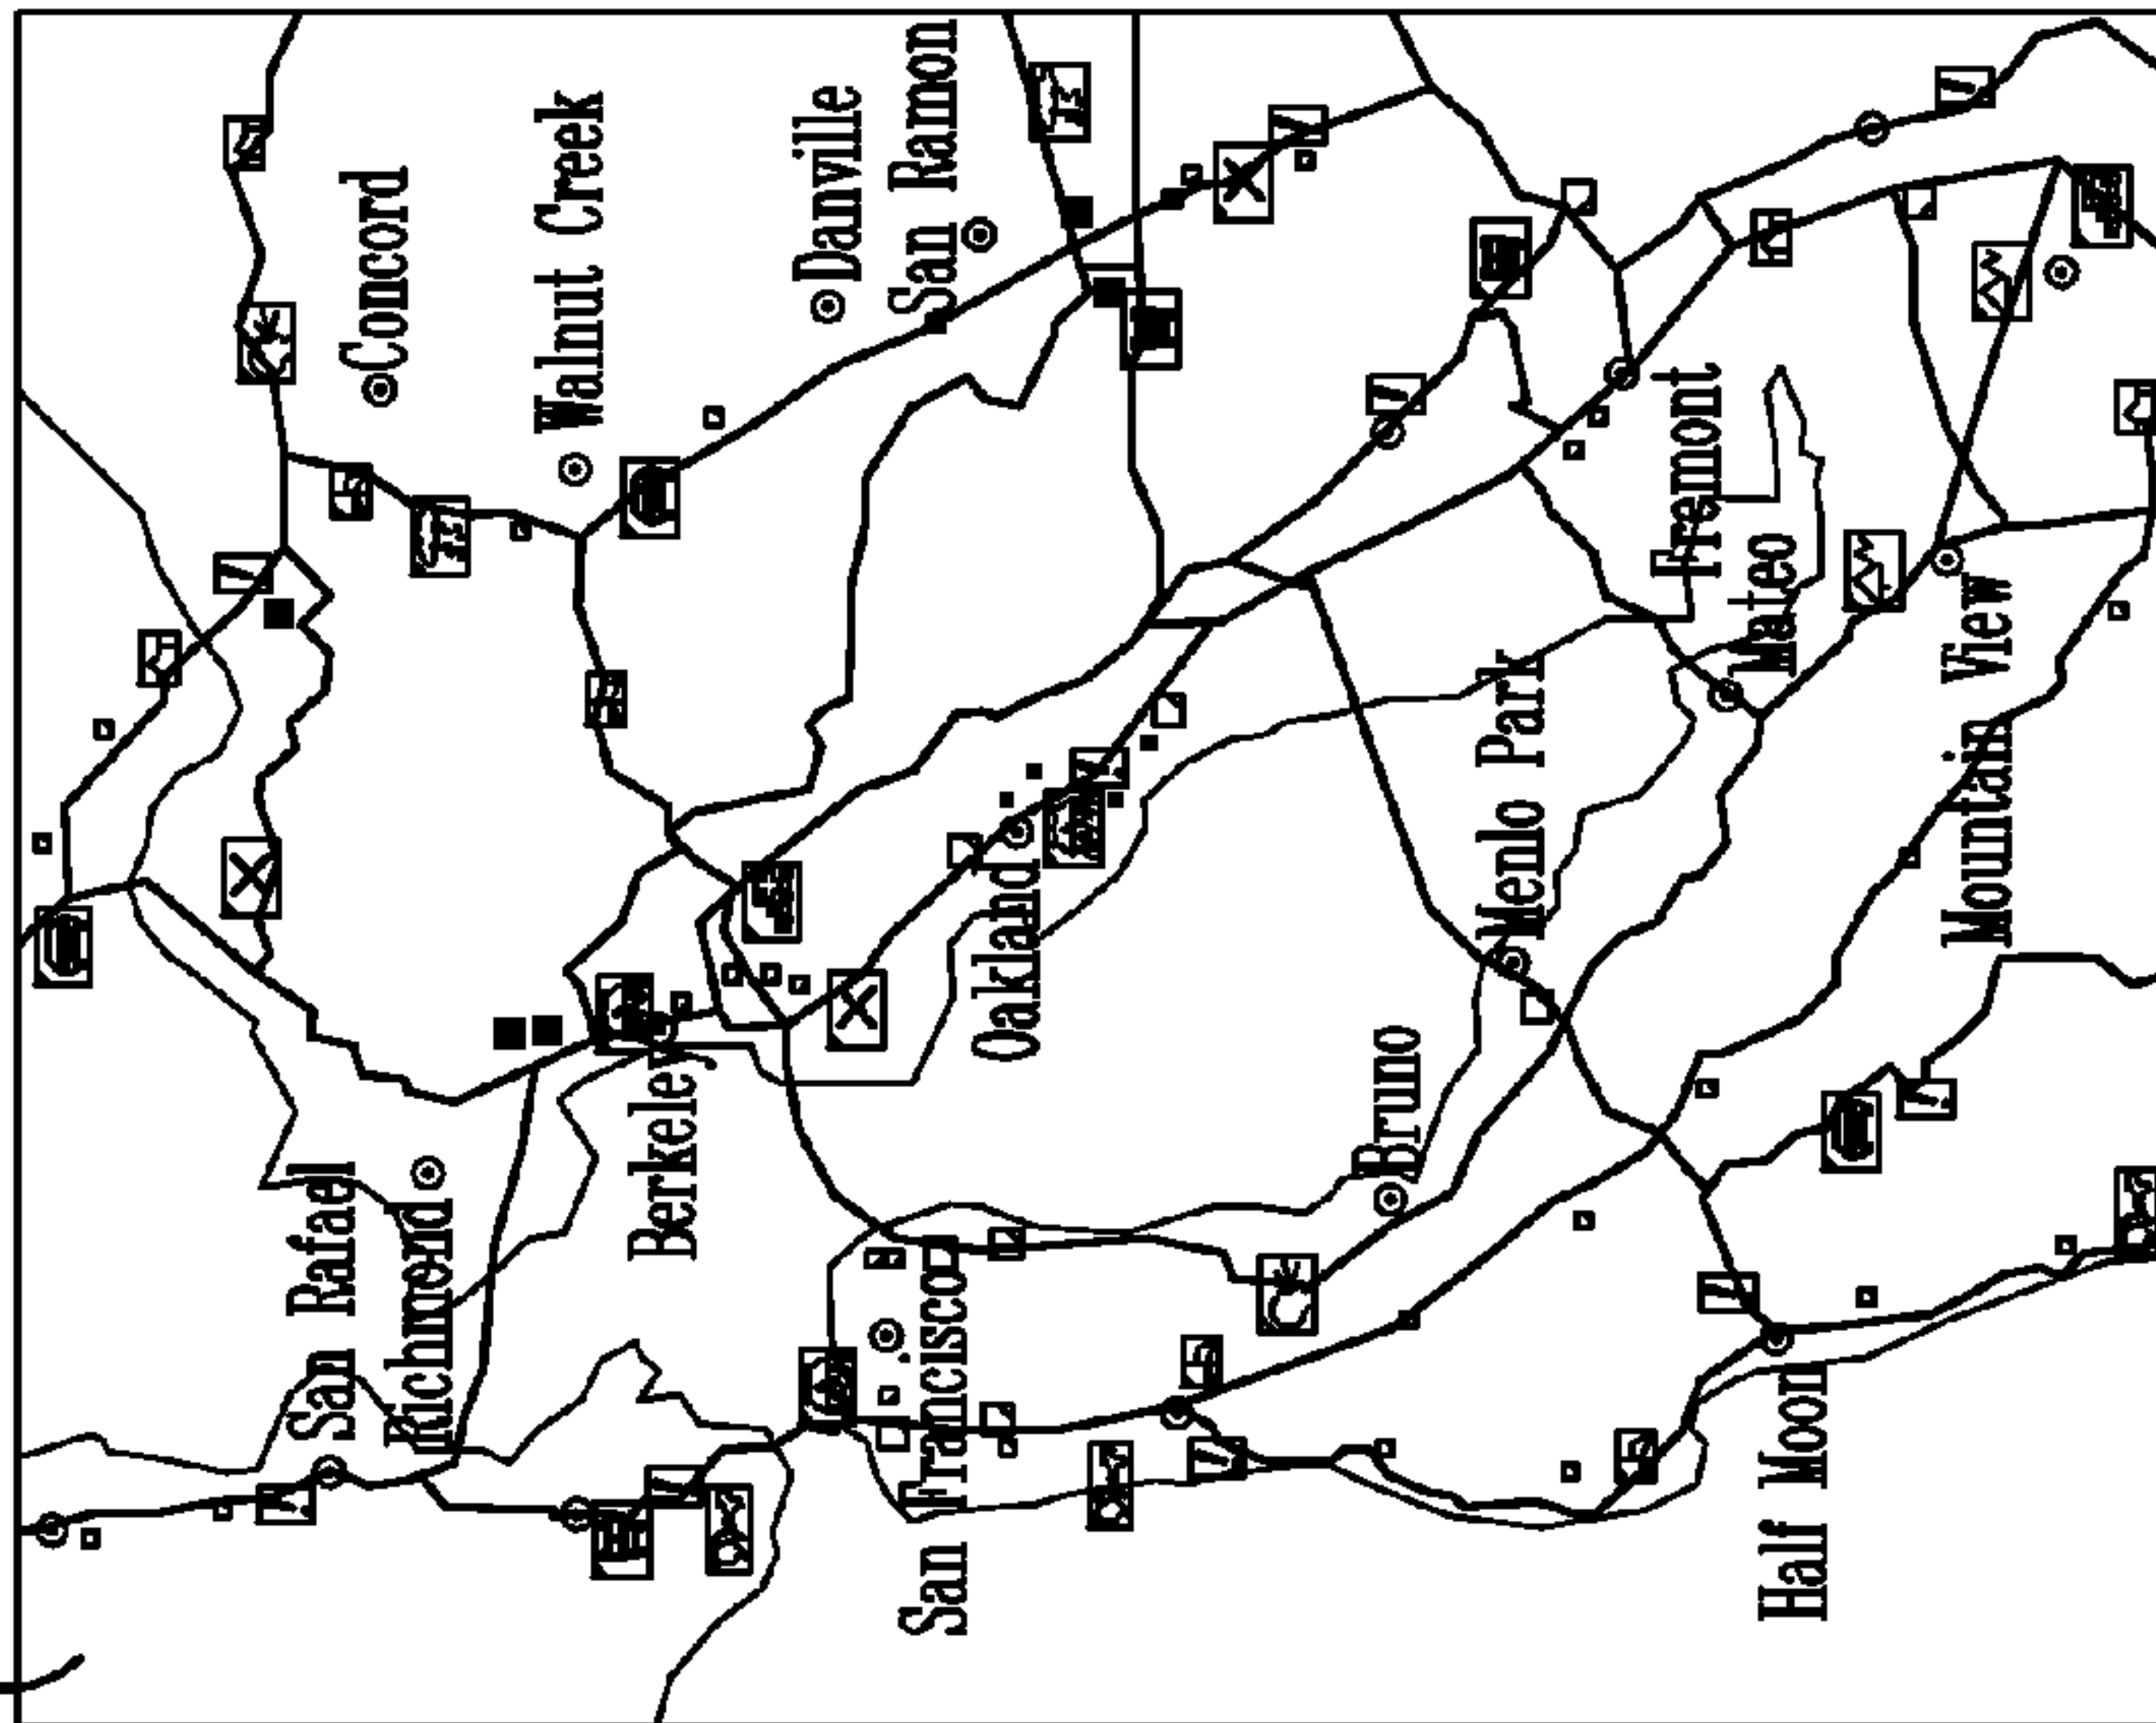 Concord
Walnut Creek
Danville
San Ramon
San Rafael
Richmond
Berkeley
Oakland
San Francisco
Bruno
Menlo Park
Fremont
Mateo
Mountain View
Half Moon